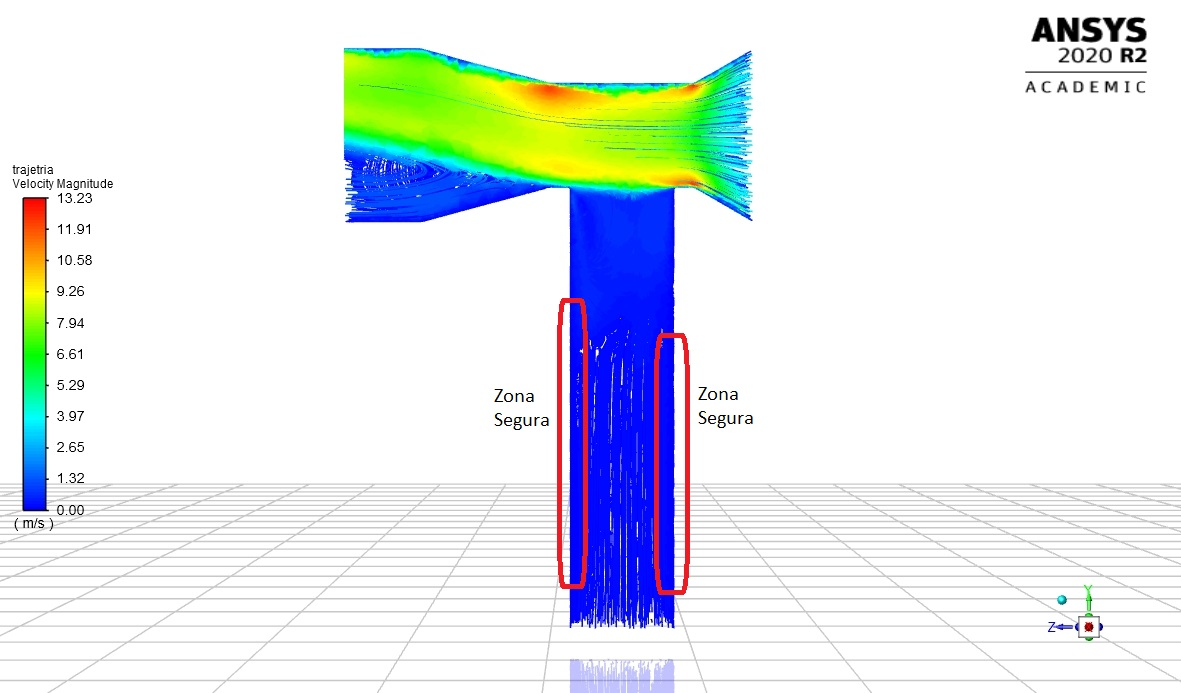 ANSYS
2020 R2
ACADEMIC
trajetria
Velocity Magnitude
13.23
11.91
10.58
9.26
7.94
6.61
5.29
3.97
2.65
1.32
0.00
( m/s )
Zona
Segura
Zona
Segura
Y
Z